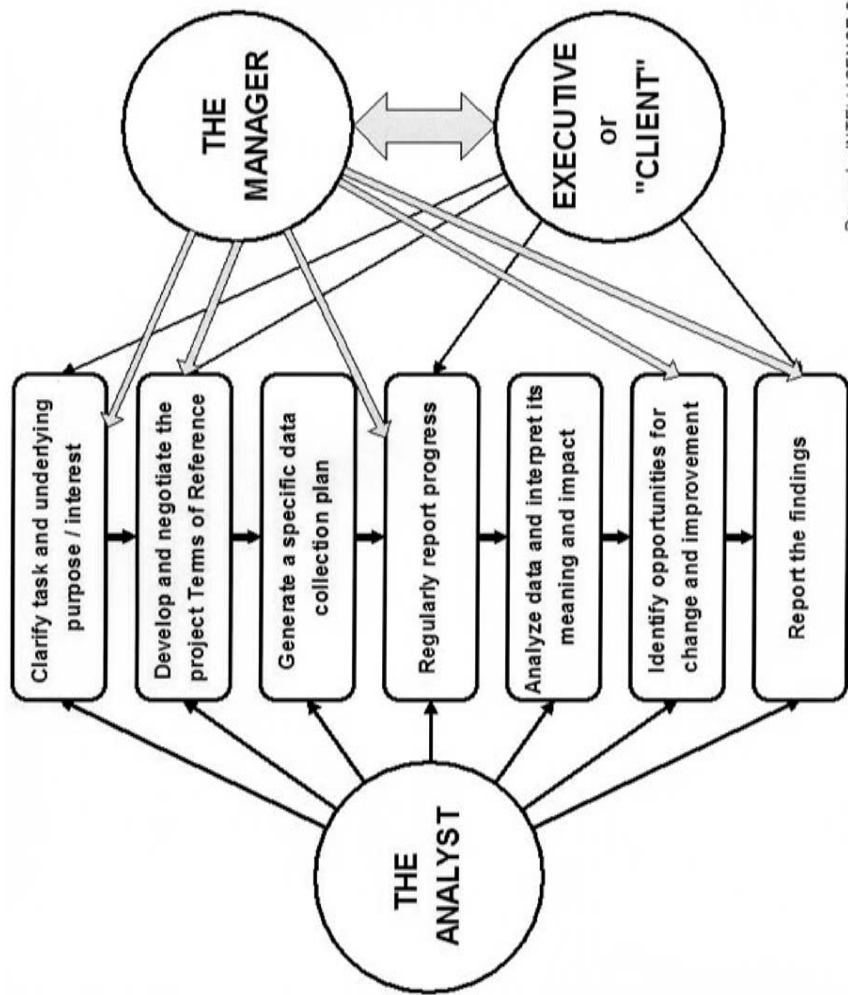 THE
MANAGER
EXECUTIVE
or
"CLIENT"
Clarify task and underlying
purpose / interest
Develop and negotiate the
project Terms of Reference
Generate a specific data
collection plan
Regularly report progress
Analyze data and interpret its
meaning and impact
Identify opportunities for
change and improvement
Report the findings
THE
ANALYST